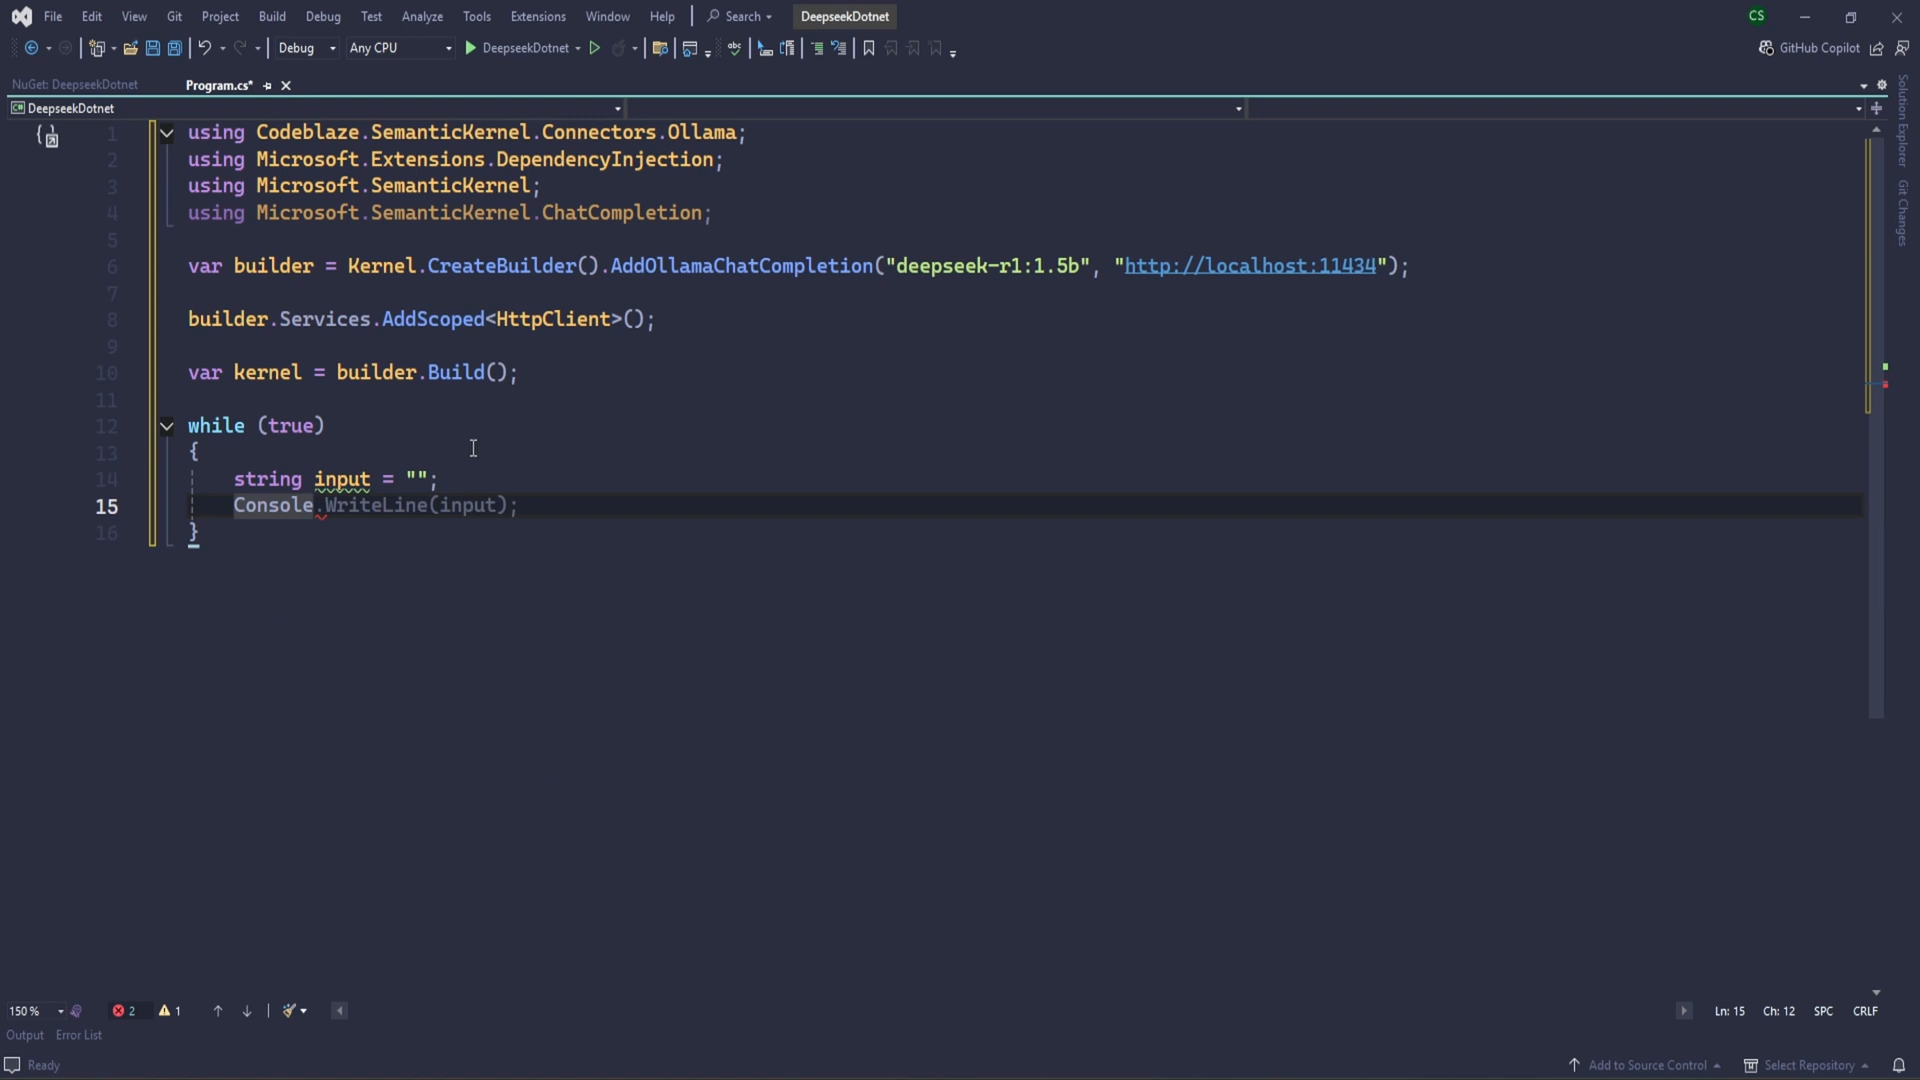 File Edit View Git Project Build Debug Test Analyze Tools Extensions Window Help Search DeepseekDotnet CS
Debug Any CPU DeepseekDotnet GitHub Copilot
NuGet: DeepseekDotnet Program.cs*
DeepseekDotnet
1 using Codeblaze.SemanticKernel.Connectors.Ollama;
2 using Microsoft.Extensions.DependencyInjection;
3 using Microsoft.SemanticKernel;
4 using Microsoft.SemanticKernel.ChatCompletion;
5
6 var builder = Kernel.CreateBuilder().AddOllamaChatCompletion("deepseek-r1:1.5b", "http://localhost:11434");
7
8 builder.Services.AddScoped<HttpClient>();
9
10 var kernel = builder.Build();
11
12 while (true)
13 {
14 string input = "";
15 Console.WriteLine(input);
16 }
Solution Explorer
Git Changes
150 % 2 1 Ln: 15 Ch: 12 SPC CRLF
Output Error List
Ready Add to Source Control Select Repository